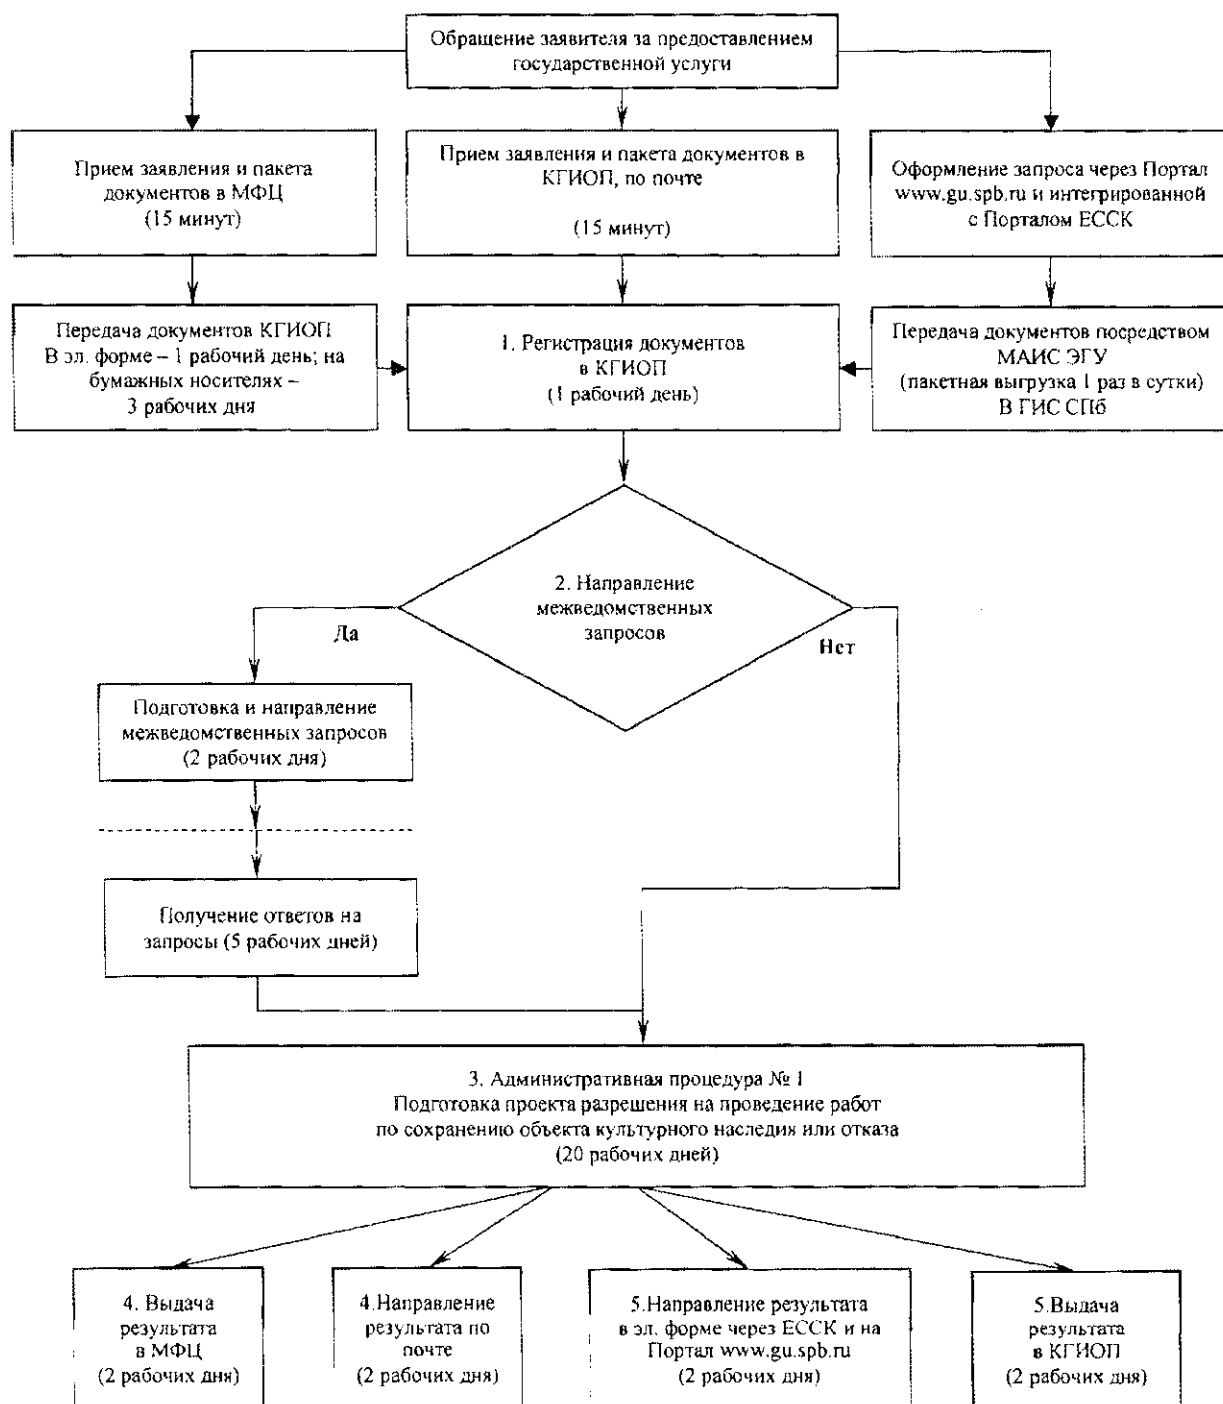 Обращение заявителя за предоставлением
государственной услуги
Прием заявления и пакета
документов в МФЦ
(15 минут)
Прием заявления и пакета документов в
КГИОП, по почте
(15 минут)
Оформление запроса через Портал
www.gu.spb.ru и интегрированной
с Порталом ЕССК
Передача документов КГИОП
В эл. форме – 1 рабочий день; на
бумажных носителях –
3 рабочих дня
1. Регистрация документов
в КГИОП
(1 рабочий день)
Передача документов посредством
МАИС ЭГУ
(пакетная выгрузка 1 раз в сутки)
В ГИС СПб
2. Направление
межведомственных
запросов
Да
Нет
Подготовка и направление
межведомственных запросов
(2 рабочих дня)
Получение ответов на
запросы (5 рабочих дней)
3. Административная процедура № 1
Подготовка проекта разрешения на проведение работ
по сохранению объекта культурного наследия или отказа
(20 рабочих дней)
4. Выдача
результата
в МФЦ
(2 рабочих дня)
4.Направление
результата по
почте
(2 рабочих дня)
5.Направление результата
в эл. форме через ЕССК и на
Портал www.gu.spb.ru
(2 рабочих дня)
5.Выдача
результата
в КГИОП
(2 рабочих дня)